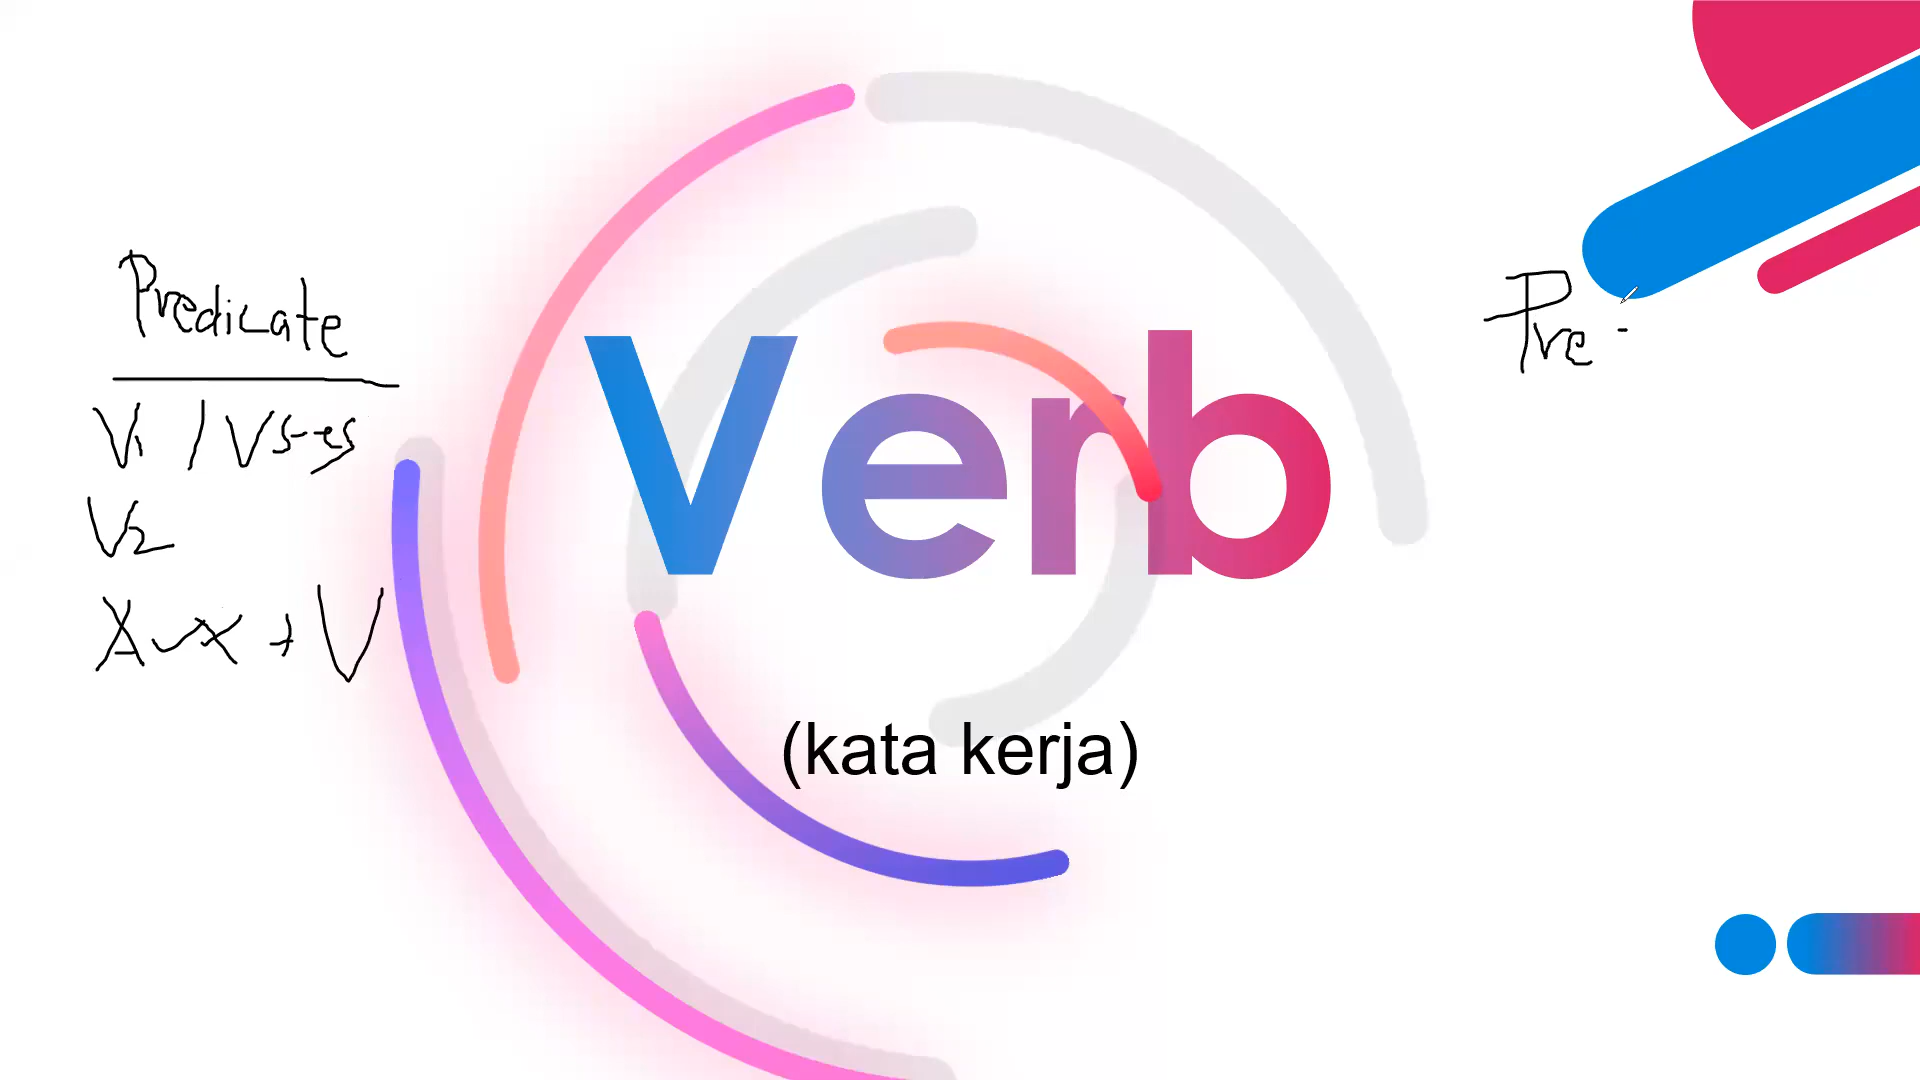 Predicate
V1 / Vs-es
V2
Aux + V
Verb
(kata kerja)
Pre -